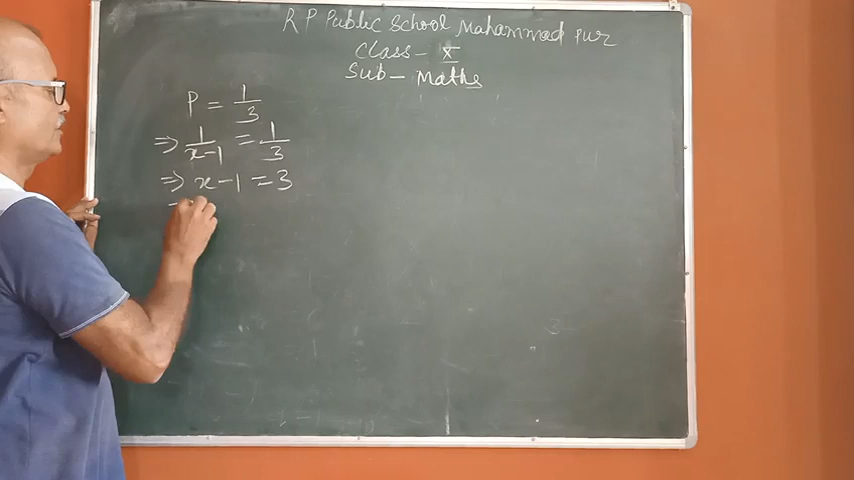 R P Public School Mahammad pur
Class - X
Sub - Maths
P = 1/3
⇒ 1/(x-1) = 1/3
⇒ x-1 = 3